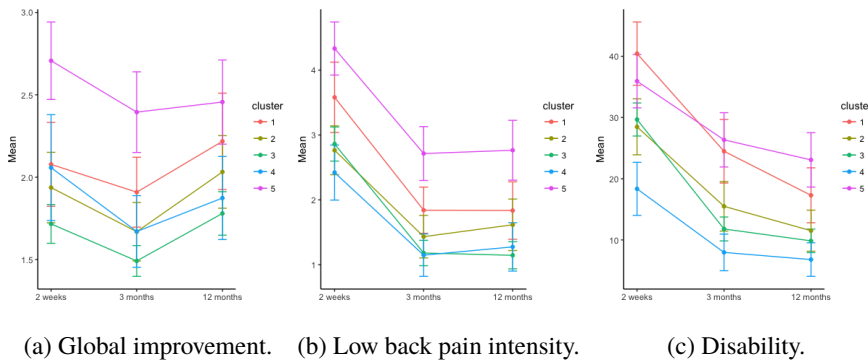 3.0
2.5
2.0
1.5
Mean
2 weeks
3 months
12 months
cluster
1
2
3
4
5
4
3
2
1
Mean
2 weeks
3 months
12 months
cluster
1
2
3
4
5
40
30
20
10
Mean
2 weeks
3 months
12 months
cluster
1
2
3
4
5
(a) Global improvement. (b) Low back pain intensity. (c) Disability.